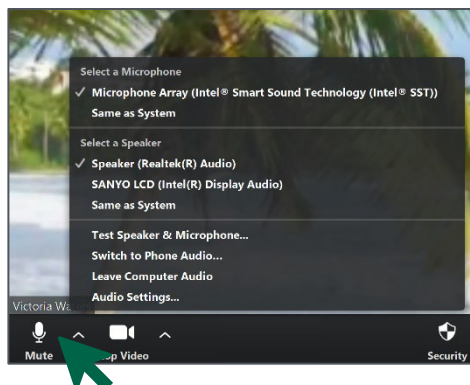 Select a Microphone
✓ Microphone Array (Intel® Smart Sound Technology (Intel® SST))
Same as System
Select a Speaker
✓ Speaker (Realtek(R) Audio)
SANYO LCD (Intel(R) Display Audio)
Same as System
Test Speaker & Microphone...
Switch to Phone Audio...
Leave Computer Audio
Audio Settings...
Victoria
Mute Video Security